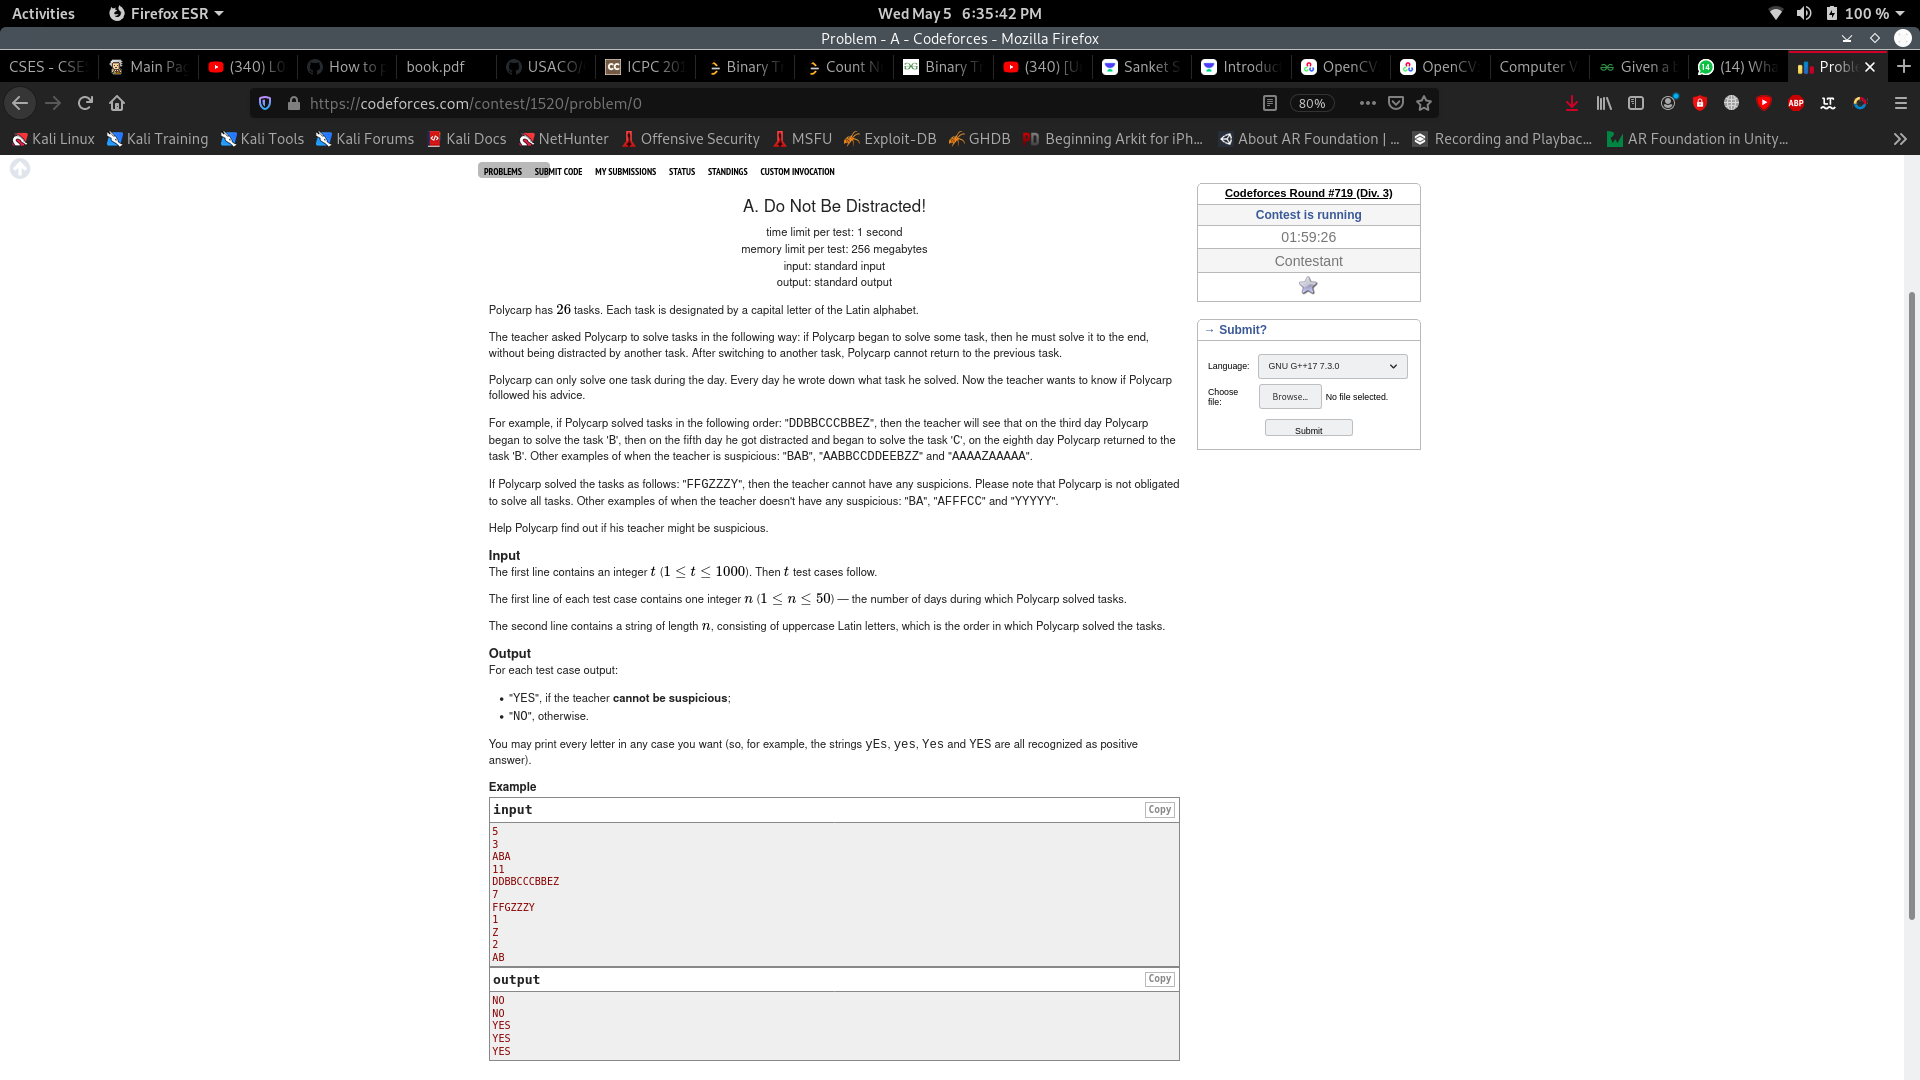 Activities Firefox ESR Wed May 5 6:35:42 PM 100 %
Problem - A - Codeforces - Mozilla Firefox
CSES - CSE Main Pa (340) L How to book.pdf USACO/ ICPC 20 Binary T Count N Binary T (340) [U Sanket S Introduc OpenCV OpenCV Computer V Given a (14) Wha Probl
https://codeforces.com/contest/1520/problem/0 80%
Kali Linux Kali Training Kali Tools Kali Forums Kali Docs NetHunter Offensive Security MSFU Exploit-DB GHDB Beginning Arkit for iPh... About AR Foundation | ... Recording and Playbac... AR Foundation in Unity...
PROBLEMS SUBMIT CODE MY SUBMISSIONS STATUS STANDINGS CUSTOM INVOCATION
A. Do Not Be Distracted!
time limit per test: 1 second
memory limit per test: 256 megabytes
input: standard input
output: standard output
Polycarp has 26 tasks. Each task is designated by a capital letter of the Latin alphabet.
The teacher asked Polycarp to solve tasks in the following way: if Polycarp began to solve some task, then he must solve it to the end,
without being distracted by another task. After switching to another task, Polycarp cannot return to the previous task.
Polycarp can only solve one task during the day. Every day he wrote down what task he solved. Now the teacher wants to know if Polycarp
followed his advice.
For example, if Polycarp solved tasks in the following order: "DDBBCCCBBEZ", then the teacher will see that on the third day Polycarp
began to solve the task 'B', then on the fifth day he got distracted and began to solve the task 'C', on the eighth day Polycarp returned to the
task 'B'. Other examples of when the teacher is suspicious: "BAB", "AABBCCDDEEBZZ" and "AAAAZAAAAA".
If Polycarp solved the tasks as follows: "FFGZZZY", then the teacher cannot have any suspicions. Please note that Polycarp is not obligated
to solve all tasks. Other examples of when the teacher doesn't have any suspicious: "BA", "AFFFCC" and "YYYYY".
Help Polycarp find out if his teacher might be suspicious.
Input
The first line contains an integer t (1 ≤ t ≤ 1000). Then t test cases follow.
The first line of each test case contains one integer n (1 ≤ n ≤ 50) — the number of days during which Polycarp solved tasks.
The second line contains a string of length n, consisting of uppercase Latin letters, which is the order in which Polycarp solved the tasks.
Output
For each test case output:
• "YES", if the teacher cannot be suspicious;
• "NO", otherwise.
You may print every letter in any case you want (so, for example, the strings yEs, yes, Yes and YES are all recognized as positive
answer).
Example
input Copy
5
3
ABA
11
DDBBCCCBBEZ
7
FFGZZZY
1
Z
2
AB
output Copy
NO
NO
YES
YES
YES
Codeforces Round #719 (Div. 3)
Contest is running
01:59:26
Contestant
→ Submit?
Language: GNU G++17 7.3.0
Choose
file: Browse... No file selected.
Submit